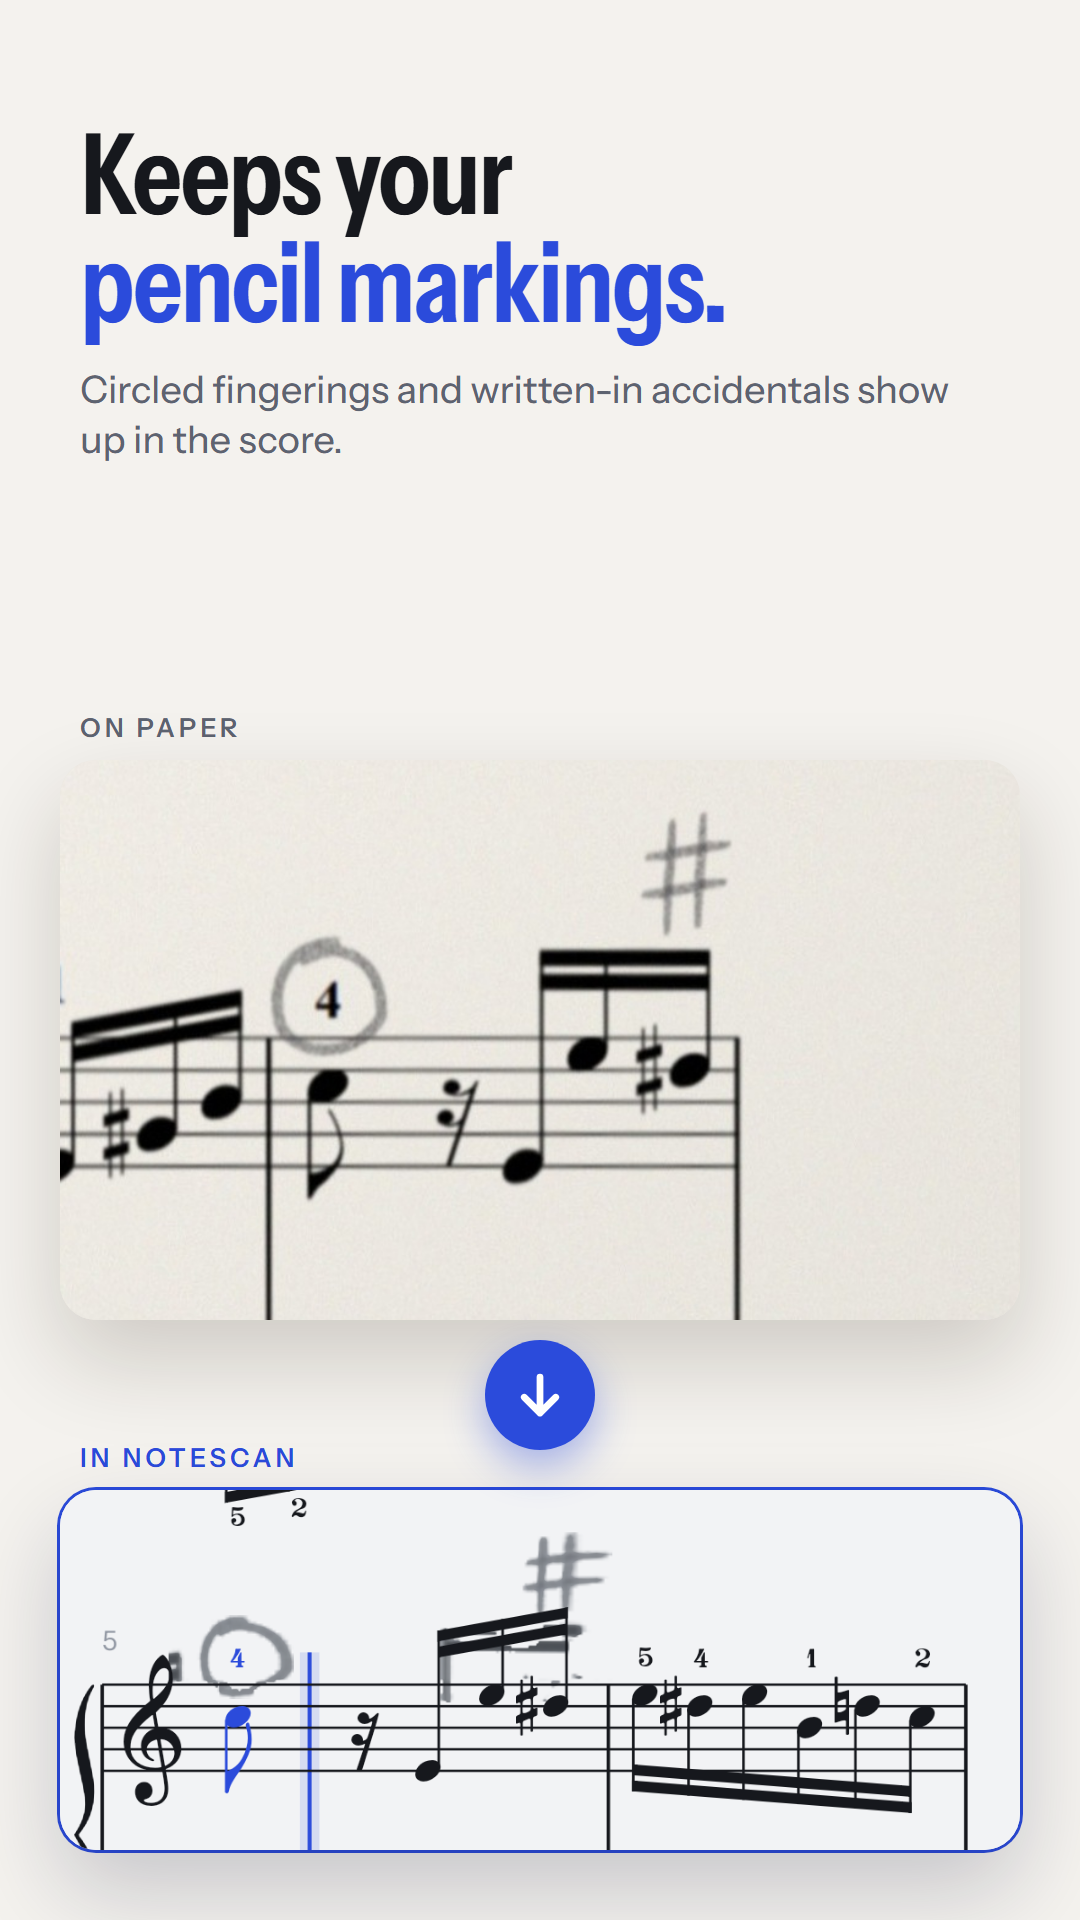 Keeps your
pencil markings.
Circled fingerings and written-in accidentals show
up in the score.
ON PAPER
4
IN NOTESCAN
5 2
5
4
5 4 1 2